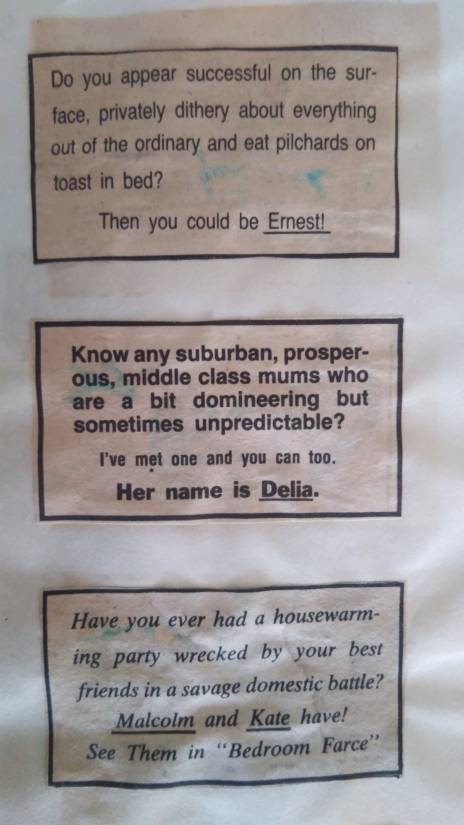 Do you appear successful on the sur-
face, privately dithery about everything
out of the ordinary and eat pilchards on
toast in bed?
Then you could be Ernest!
Know any suburban, prosper-
ous, middle class mums who
are a bit domineering but
sometimes unpredictable?
I've met one and you can too.
Her name is Delia.
Have you ever had a housewarm-
ing party wrecked by your best
friends in a savage domestic battle?
Malcolm and Kate have!
See Them in "Bedroom Farce"